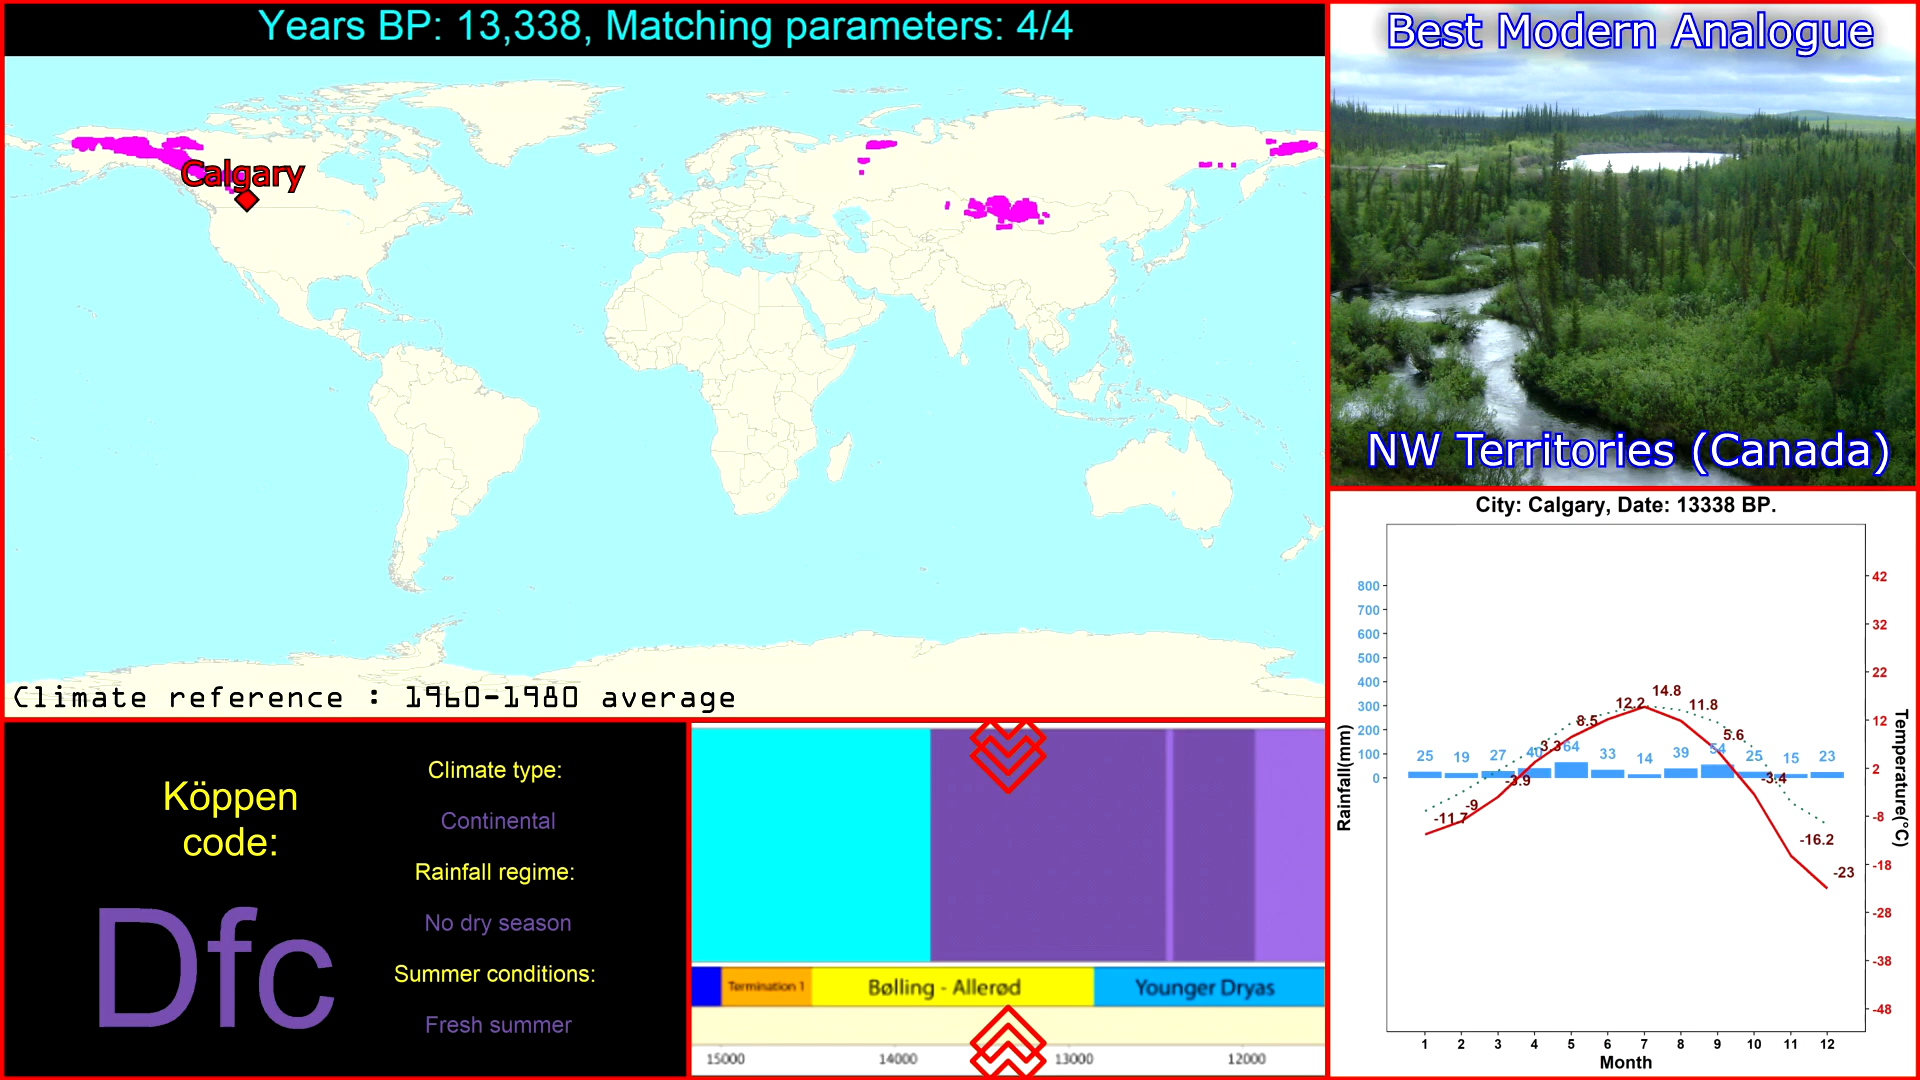 Years BP: 13,338, Matching parameters: 4/4
Calgary
Climate reference : 1960-1980 average
Best Modern Analogue
NW Territories (Canada)
Köppen
code:
Dfc
Climate type:
Continental
Rainfall regime:
No dry season
Summer conditions:
Fresh summer
Termination 1
Bølling - Allerød
Younger Dryas
15000
14000
13000
12000
City: Calgary, Date: 13338 BP.
Rainfall(mm)
800
700
600
500
400
300
200
100
0
25
19
27
40
64
33
14
39
54
25
15
23
-11.7
-9
-3.9
3.3
8.5
12.2
14.8
11.8
5.6
-3.4
-16.2
-23
42
32
22
12
2
-8
-18
-28
-38
-48
Temperature(°C)
1 2 3 4 5 6 7 8 9 10 11 12
Month